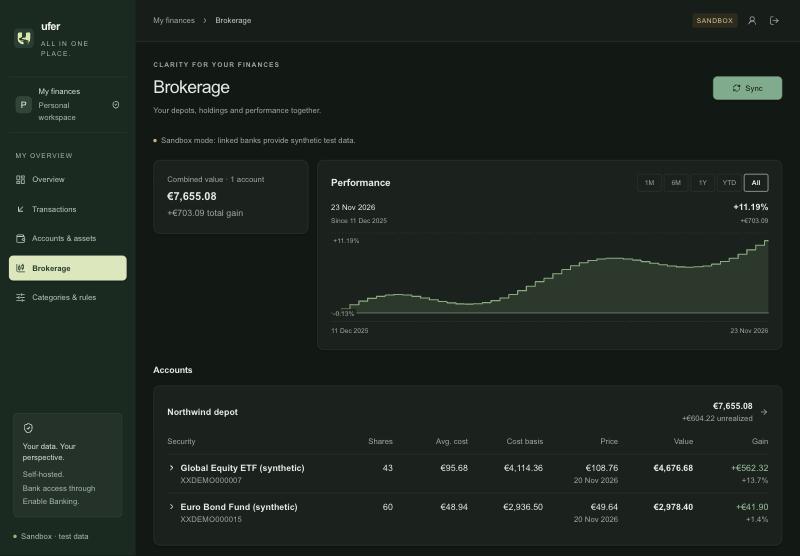 ufer
ALL IN ONE
PLACE.
My finances
P
Personal
workspace
MY OVERVIEW
Overview
Transactions
Accounts & assets
Brokerage
Categories & rules
Your data. Your
perspective.
Self-hosted.
Bank access through
Enable Banking.
Sandbox · test data
My finances
Brokerage
SANDBOX
CLARITY FOR YOUR FINANCES
Brokerage
Sync
Your depots, holdings and performance together.
Sandbox mode: linked banks provide synthetic test data.
Combined value · 1 account
€7,655.08
+€703.09 total gain
Performance
1M 6M 1Y YTD All
23 Nov 2026 +11.19%
Since 11 Dec 2025 +€703.09
+11.19%
-0.13%
11 Dec 2025 23 Nov 2026
Accounts
Northwind depot
€7,655.08
+€604.22 unrealized
Security Shares Avg. cost Cost basis Price Value Gain
Global Equity ETF (synthetic) 43 €95.68 €4,114.36 €108.76 €4,676.68 +€562.32
XXDEMO000007 20 Nov 2026 +13.7%
Euro Bond Fund (synthetic) 60 €48.94 €2,936.50 €49.64 €2,978.40 +€41.90
XXDEMO000015 20 Nov 2026 +1.4%